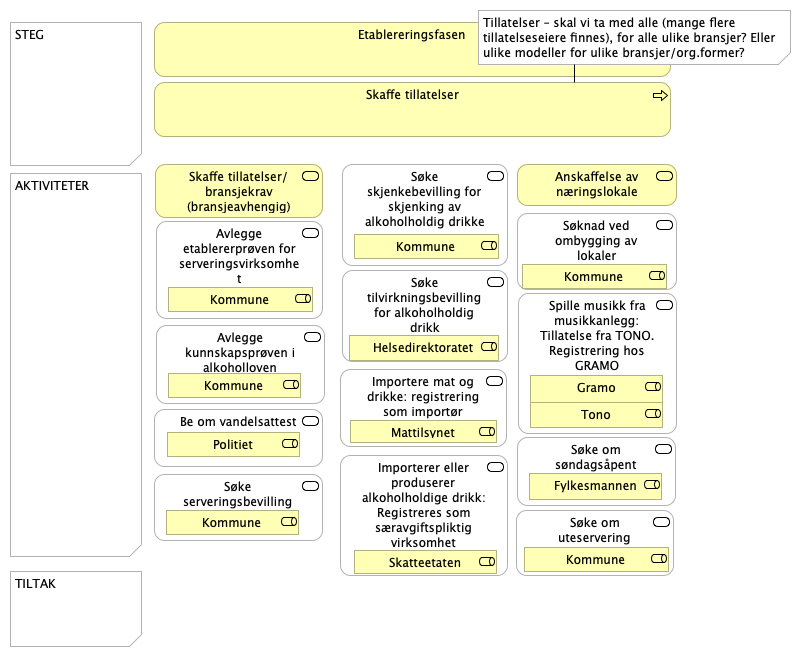 STEG
Etablereringsfasen
Tillatelser – skal vi ta med alle (mange flere
tillatelseseiere finnes), for alle ulike bransjer? Eller
ulike modeller for ulike bransjer/org.former?
Skaffe tillatelser
AKTIVITETER
Skaffe tillatelser/
bransjekrav
(bransjeavhengig)
Avlegge
etablererprøven for
serveringsvirksomhe
t
Kommune
Avlegge
kunnskapsprøven i
alkoholloven
Kommune
Be om vandelsattest
Politiet
Søke
serveringsbevilling
Kommune
Søke
skjenkebevilling for
skjenking av
alkoholholdig drikke
Kommune
Søke
tilvirkningsbevilling
for alkoholholdig
drikk
Helsedirektoratet
Importere mat og
drikke: registrering
som importør
Mattilsynet
Importerer eller
produserer
alkoholholdige drikk:
Registreres som
særavgiftspliktig
virksomhet
Skatteetaten
Anskaffelse av
næringslokale
Søknad ved
ombygging av
lokaler
Kommune
Spille musikk fra
musikkanlegg:
Tillatelse fra TONO.
Registrering hos
GRAMO
Gramo
Tono
Søke om
søndagsåpent
Fylkesmannen
Søke om
uteservering
Kommune
TILTAK